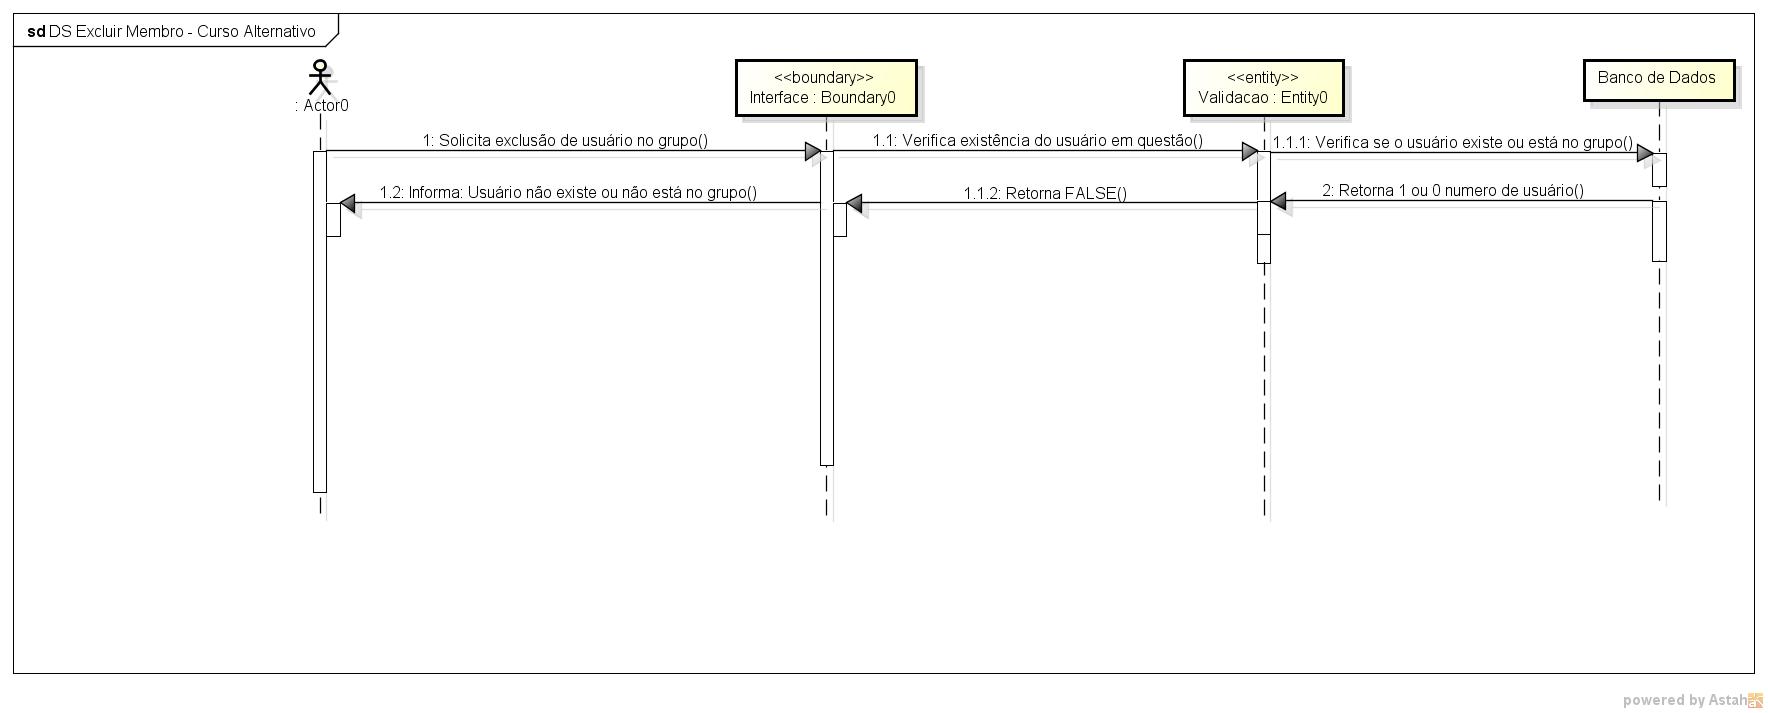 sd DS Excluir Membro - Curso Alternativo
: Actor0
<<boundary>>
Interface : Boundary0
<<entity>>
Validacao : Entity0
Banco de Dados
1: Solicita exclusão de usuário no grupo()
1.1: Verifica existência do usuário em questão()
1.1.1: Verifica se o usuário existe ou está no grupo()
1.2: Informa: Usuário não existe ou não está no grupo()
1.1.2: Retorna FALSE()
2: Retorna 1 ou 0 numero de usuário()
powered by Astah